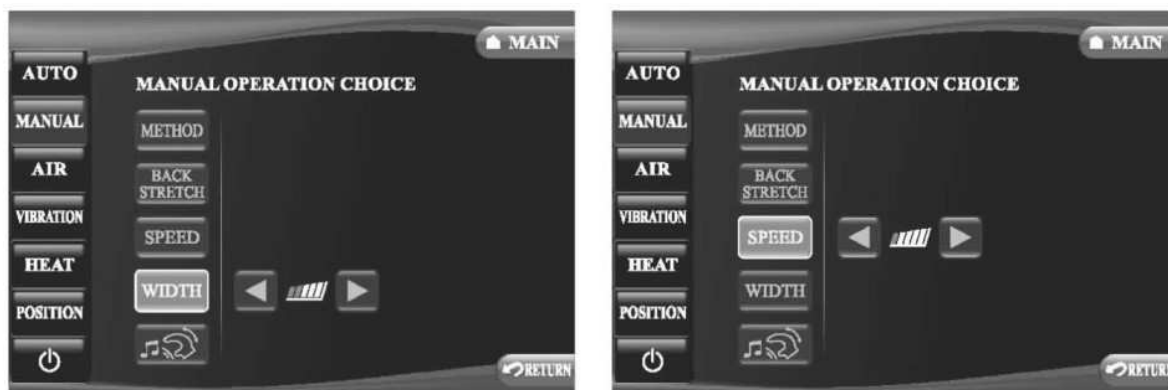 MAIN
AUTO
MANUAL OPERATION CHOICE
MANUAL
METHOD
AIR
BACK
STRETCH
VIBRATION
SPEED
HEAT
WIDTH
POSITION
RETURN
MAIN
AUTO
MANUAL OPERATION CHOICE
MANUAL
METHOD
AIR
BACK
STRETCH
VIBRATION
SPEED
HEAT
WIDTH
POSITION
RETUR